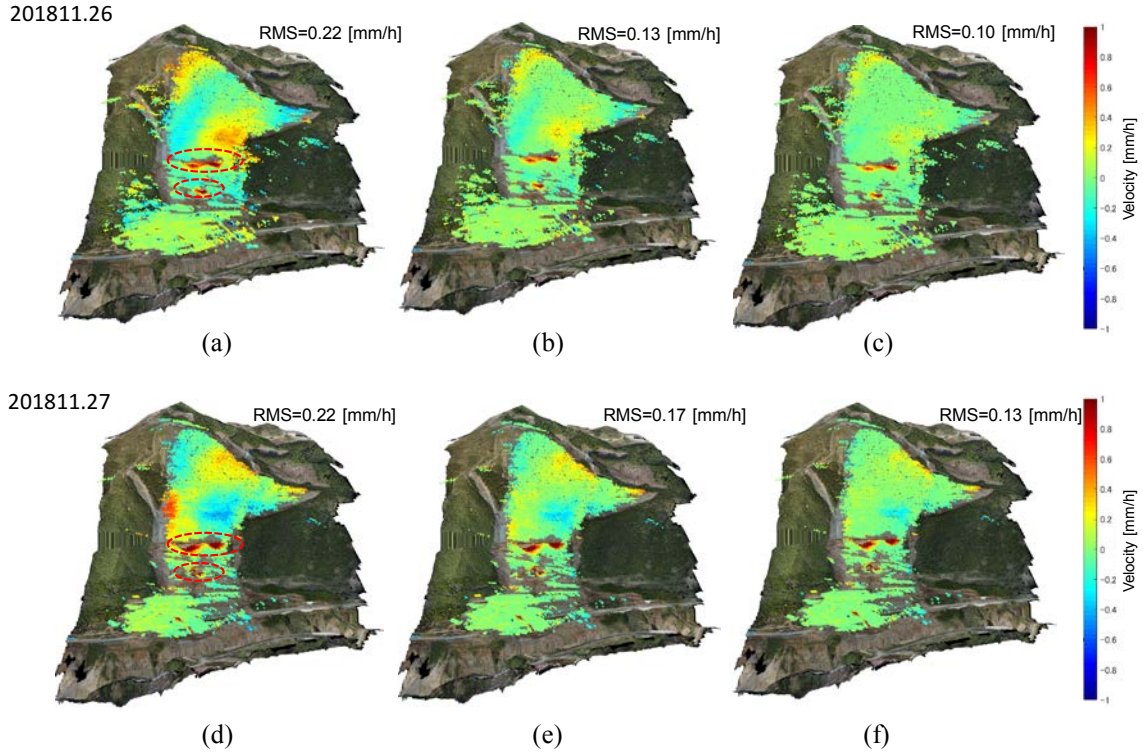 201811.26
RMS=0.22 [mm/h]
RMS=0.13 [mm/h]
RMS=0.10 [mm/h]
1
0.8
0.6
0.4
0.2
0
−0.2
−0.4
−0.6
−0.8
−1
Velocity [mm/h]
(a)
(b)
(c)
201811.27
RMS=0.22 [mm/h]
RMS=0.17 [mm/h]
RMS=0.13 [mm/h]
1
0.8
0.6
0.4
0.2
0
−0.2
−0.4
−0.6
−0.8
−1
Velocity [mm/h]
(d)
(e)
(f)